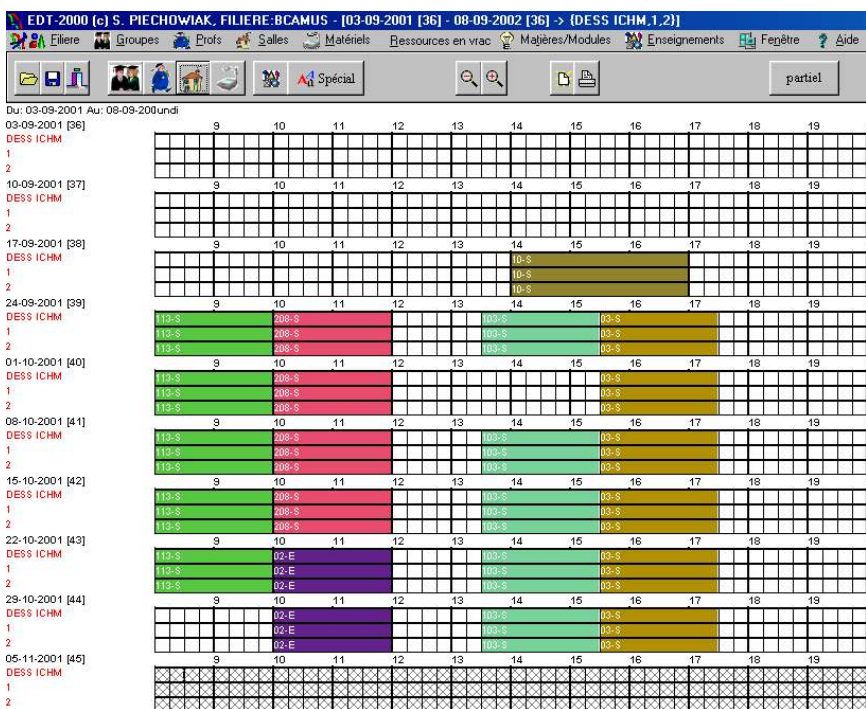 EDT-2000 (c) S. PIECHOWIAK, FILIERE:BCAMUS - [03-09-2001 [36] - 08-09-2002 [36] -> {DESS ICHM,1,2}]
Filiere Groupes Profs Salles Matériels Ressources en vrac Matières/Modules Enseignements Fenêtre ? Aide
Spécial partiel
Du: 03-09-2001 Au: 08-09-200undi
03-09-2001 [36] 9 10 11 12 13 14 15 16 17 18 19
DESS ICHM
1
2
10-09-2001 [37] 9 10 11 12 13 14 15 16 17 18 19
DESS ICHM
1
2
17-09-2001 [38] 9 10 11 12 13 14 15 16 17 18 19
DESS ICHM 10-S
1 10-S
2 10-S
24-09-2001 [39] 9 10 11 12 13 14 15 16 17 18 19
DESS ICHM 113-S 208-S 103-S 03-S
1 113-S 208-S 103-S 03-S
2 113-S 208-S 103-S 03-S
01-10-2001 [40] 9 10 11 12 13 14 15 16 17 18 19
DESS ICHM 113-S 208-S 03-S
1 113-S 208-S 03-S
2 113-S 208-S 03-S
08-10-2001 [41] 9 10 11 12 13 14 15 16 17 18 19
DESS ICHM 113-S 208-S 103-S 03-S
1 113-S 208-S 103-S 03-S
2 113-S 208-S 103-S 03-S
15-10-2001 [42] 9 10 11 12 13 14 15 16 17 18 19
DESS ICHM 113-S 208-S 103-S 03-S
1 113-S 208-S 103-S 03-S
2 113-S 208-S 103-S 03-S
22-10-2001 [43] 9 10 11 12 13 14 15 16 17 18 19
DESS ICHM 113-S 02-E 103-S 03-S
1 113-S 02-E 103-S 03-S
2 113-S 02-E 103-S 03-S
29-10-2001 [44] 9 10 11 12 13 14 15 16 17 18 19
DESS ICHM 02-E 103-S 03-S
1 02-E 103-S 03-S
2 02-E 103-S 03-S
05-11-2001 [45] 9 10 11 12 13 14 15 16 17 18 19
DESS ICHM
1
2